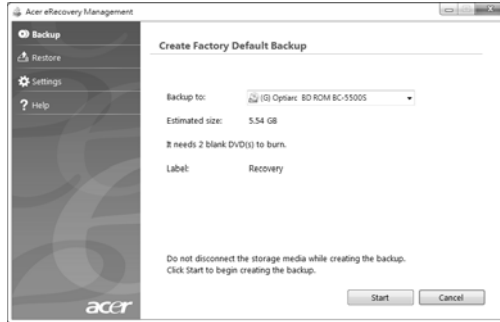 Acer eRecovery Management
Backup
Restore
Settings
? Help
Create Factory Default Backup
Backup to: (G) Optiarc BD ROM BC-5500S
Estimated size: 5.54 GB
It needs 2 blank DVD(s) to burn.
Label: Recovery
Do not disconnect the storage media while creating the backup.
Click Start to begin creating the backup.
Start Cancel
acer